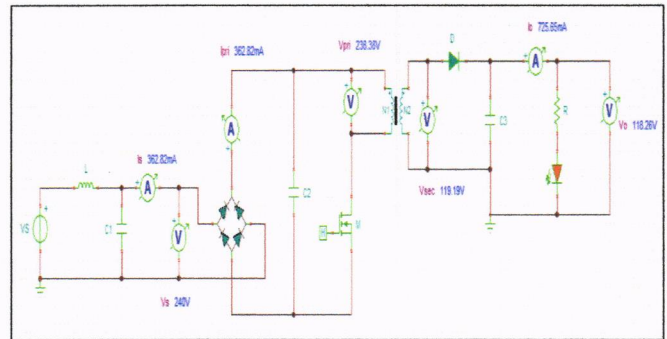 Ipri 362.82mA
Vpri 238.38V
D
Io 725.65mA
A
V
N1
N2
C3
R
Vo 118.26V
L
Is 362.82mA
VS
C1
Vs 240V
C2
M
H
Vsec 119.19V